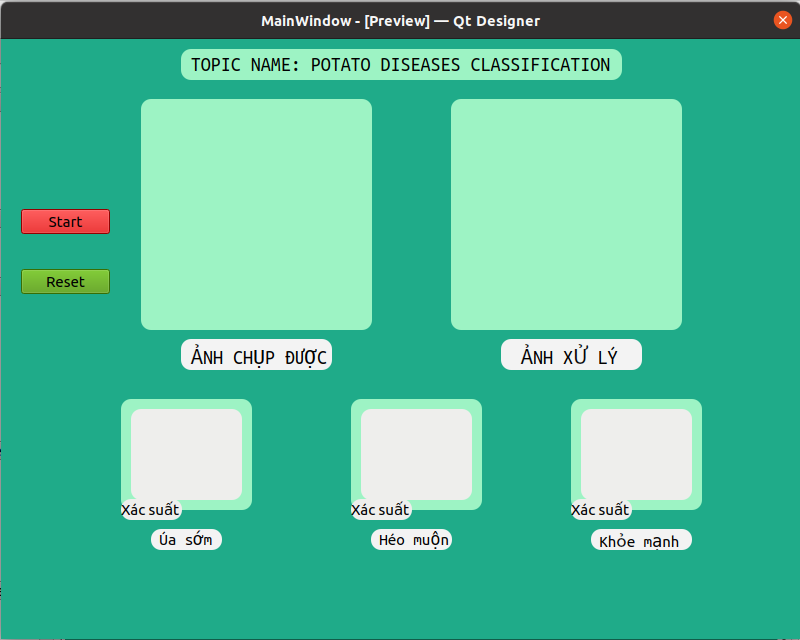 MainWindow - [Preview] — Qt Designer
TOPIC NAME: POTATO DISEASES CLASSIFICATION
Start
Reset
ẢNH CHỤP ĐƯỢC
ẢNH XỬ LÝ
Xác suất
Xác suất
Xác suất
Úa sớm
Héo muộn
Khỏe mạnh